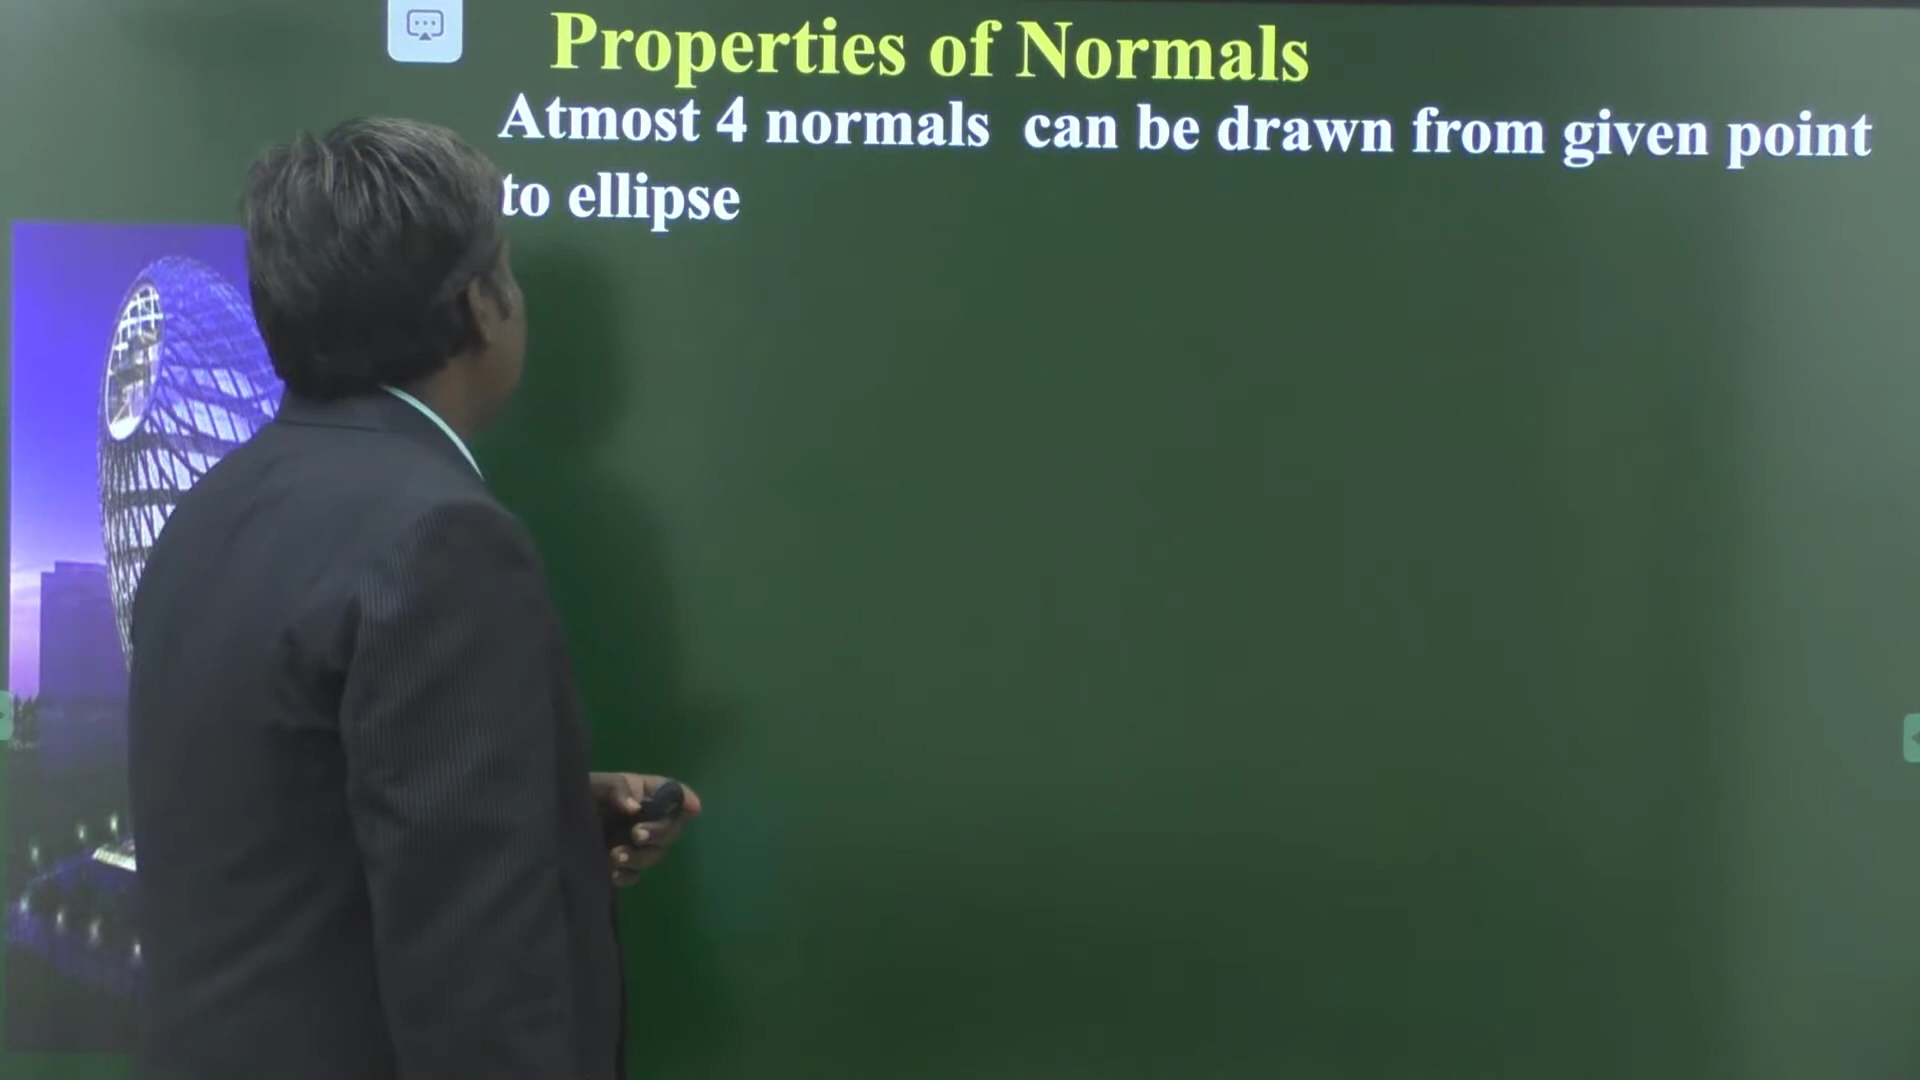 Properties of Normals
Atmost 4 normals can be drawn from given point
to ellipse